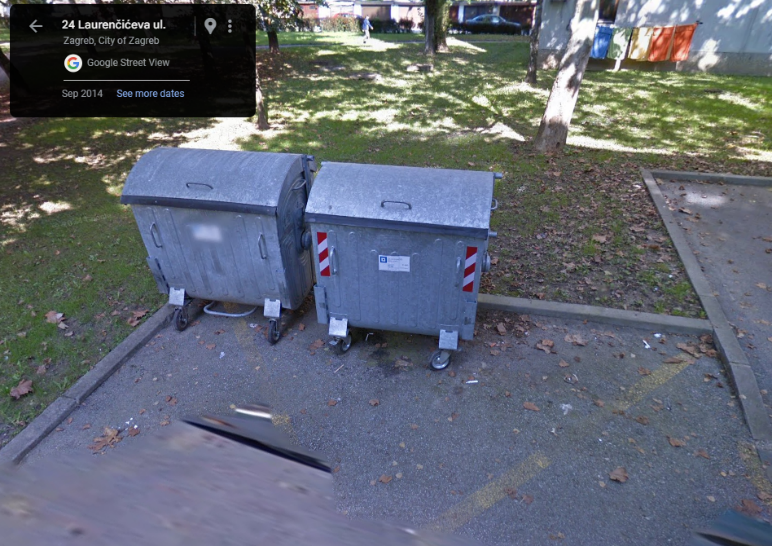 24 Laurenčićeva ul.
Zagreb, City of Zagreb
Google Street View
Sep 2014
See more dates